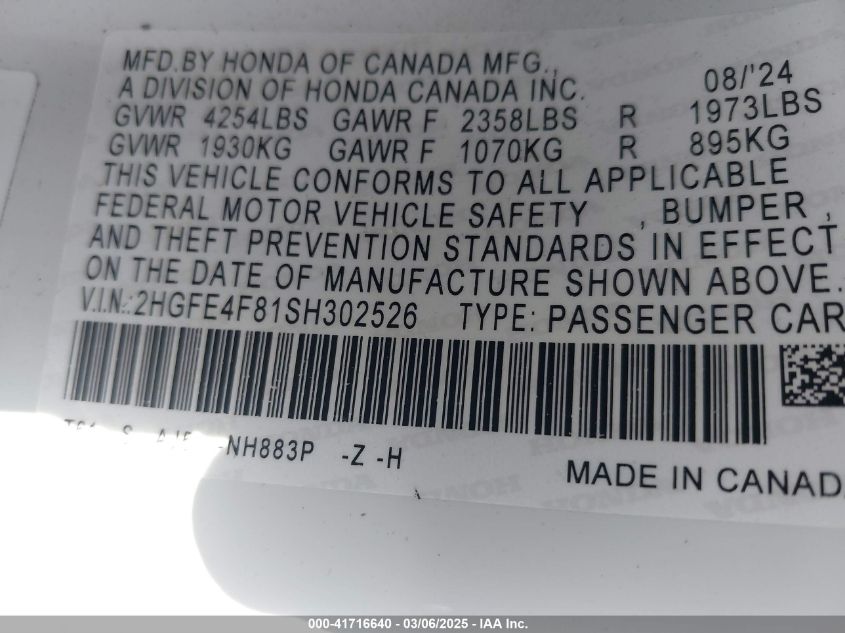 MFD.BY HONDA OF CANADA MFG.,
A DIVISION OF HONDA CANADA INC. 08/'24
GVWR 4254LBS GAWR F 2358LBS R 1973LBS
GVWR 1930KG GAWR F 1070KG R 895KG
THIS VEHICLE CONFORMS TO ALL APPLICABLE
FEDERAL MOTOR VEHICLE SAFETY , BUMPER ,
AND THEFT PREVENTION STANDARDS IN EFFECT
ON THE DATE OF MANUFACTURE SHOWN ABOVE.
V.I.N.: 2HGFE4F81SH302526 TYPE: PASSENGER CAR
NH883P -Z -H
MADE IN CANAD
000-41716640 - 03/06/2025 - IAA Inc.